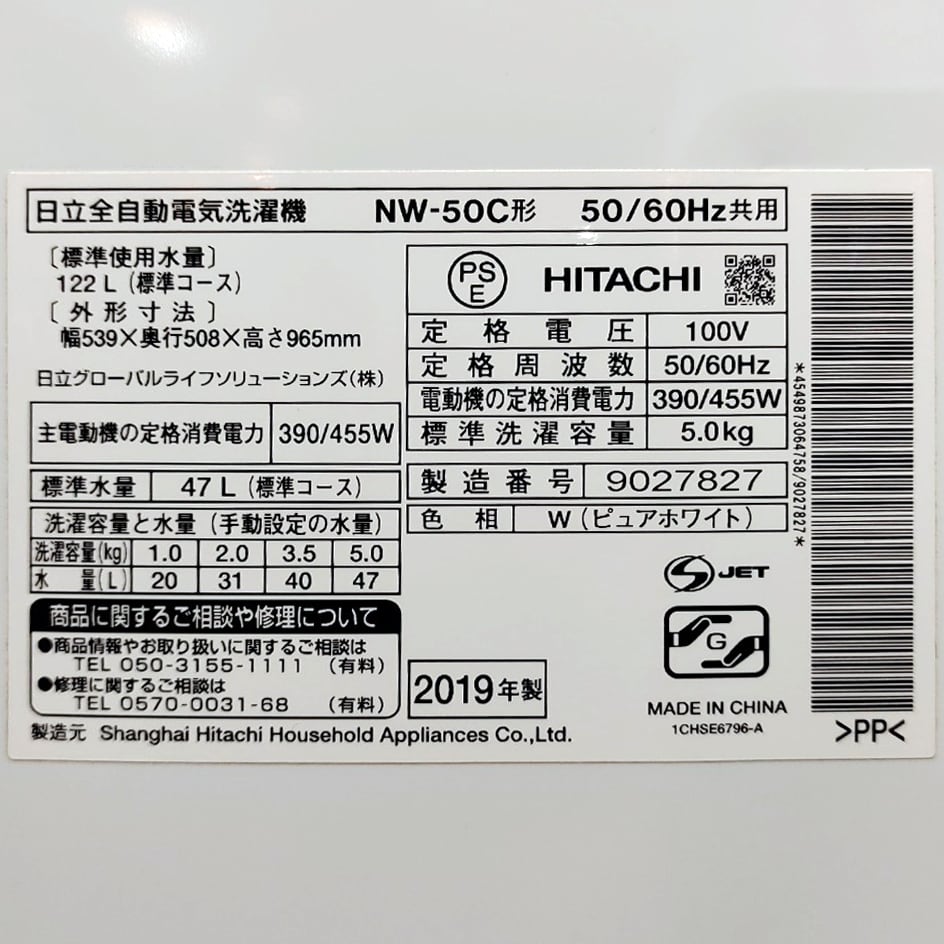 日立全自動電気洗濯機 NW-50C形 50/60Hz共用
〔標準使用水量〕
122 L (標準コース)
〔外形寸法〕
幅539×奥行508×高さ965mm
日立グローバルライフソリューションズ(株)
主電動機の定格消費電力 390/455W
標準水量 47 L (標準コース)
洗濯容量と水量 (手動設定の水量)
洗濯容量(kg) 1.0 2.0 3.5 5.0
水量(L) 20 31 40 47
商品に関するご相談や修理について
●商品情報やお取り扱いに関するご相談は
TEL 050-3155-1111 (有料)
●修理に関するご相談は
TEL 0570-0031-68 (有料)
製造元 Shanghai Hitachi Household Appliances Co.,Ltd.
PS
E
HITACHI
定格電圧 100V
定格周波数 50/60Hz
電動機の定格消費電力 390/455W
標準洗濯容量 5.0kg
製造番号 9027827
色相 W (ピュアホワイト)
S JET
G
2019年製
MADE IN CHINA
1CHSE6796-A
*4549873064758/9027827*
>PP<